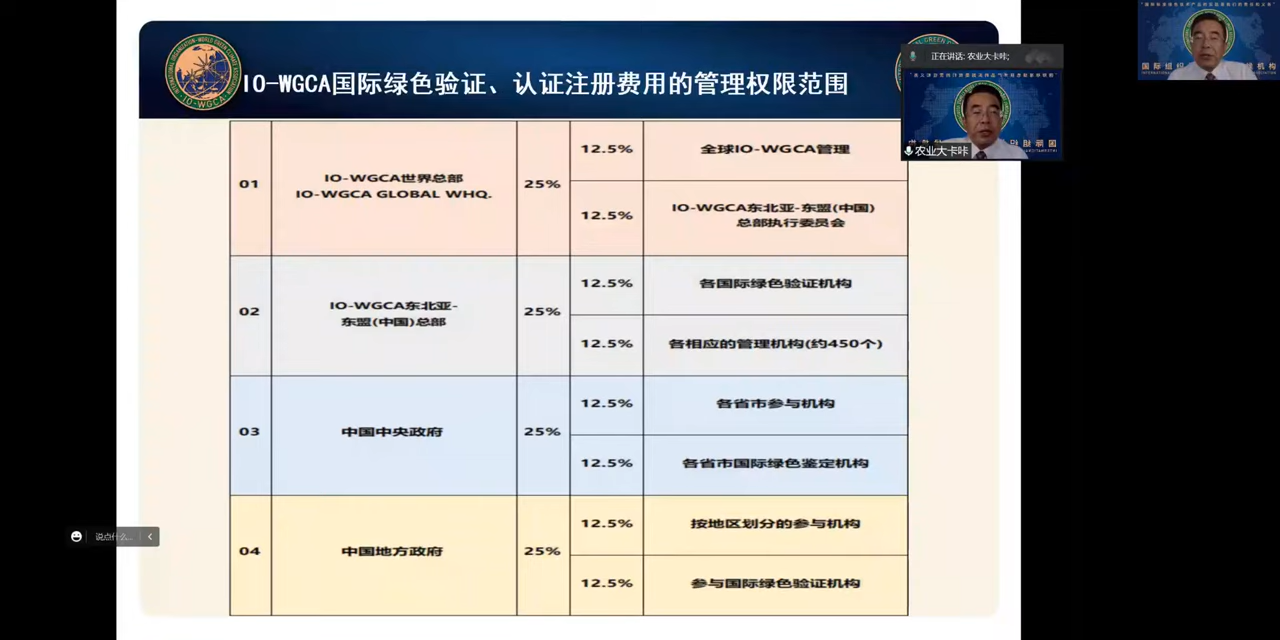 IO-WGCA国际绿色验证、认证注册费用的管理权限范围
正在讲话: 农业大卡咔;
农业大卡咔
01
IO-WGCA世界总部
IO-WGCA GLOBAL WHQ.
25%
12.5%
全球IO-WGCA管理
12.5%
IO-WGCA东北亚-东盟(中国)
总部执行委员会
02
IO-WGCA东北亚-
东盟(中国)总部
25%
12.5%
各国际绿色验证机构
12.5%
各相应的管理机构(约450个)
03
中国中央政府
25%
12.5%
各省市参与机构
12.5%
各省市国际绿色鉴定机构
04
中国地方政府
25%
12.5%
按地区划分的参与机构
12.5%
参与国际绿色验证机构
说点什么...